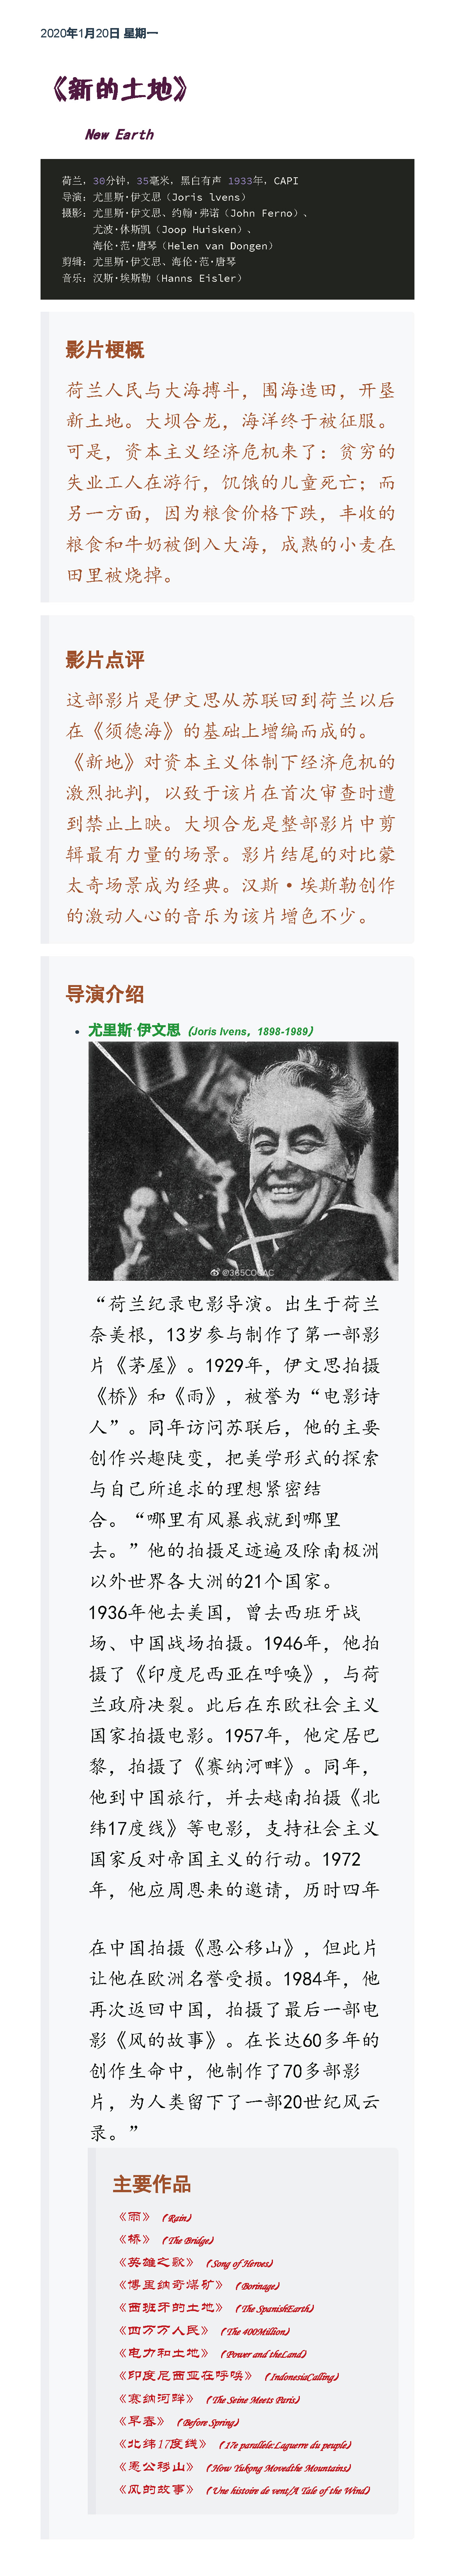 2020年1月20日 星期一
《新的土地》
New Earth
荷兰，30分钟，35毫米，黑白有声 1933年，CAPI
导演：尤里斯·伊文思（Joris lvens）
摄影：尤里斯·伊文思、约翰·弗诺（John Ferno）、
尤波·休斯凯（Joop Huisken）、
海伦·范·唐琴（Helen van Dongen）
剪辑：尤里斯·伊文思、海伦·范·唐琴
音乐：汉斯·埃斯勒（Hanns Eisler）
影片梗概
荷兰人民与大海搏斗，围海造田，开垦
新土地。大坝合龙，海洋终于被征服。
可是，资本主义经济危机来了：贫穷的
失业工人在游行，饥饿的儿童死亡；而
另一方面，因为粮食价格下跌，丰收的
粮食和牛奶被倒入大海，成熟的小麦在
田里被烧掉。
影片点评
这部影片是伊文思从苏联回到荷兰以后
在《须德海》的基础上增编而成的。
《新地》对资本主义体制下经济危机的
激烈批判，以致于该片在首次审查时遭
到禁止上映。大坝合龙是整部影片中剪
辑最有力量的场景。影片结尾的对比蒙
太奇场景成为经典。汉斯·埃斯勒创作
的激动人心的音乐为该片增色不少。
导演介绍
尤里斯·伊文思（Joris Ivens，1898-1989）
@365COCAC
“荷兰纪录电影导演。出生于荷兰
奈美根，13岁参与制作了第一部影
片《茅屋》。1929年，伊文思拍摄
《桥》和《雨》，被誉为“电影诗
人”。同年访问苏联后，他的主要
创作兴趣陡变，把美学形式的探索
与自己所追求的理想紧密结
合。“哪里有风暴我就到哪里
去。”他的拍摄足迹遍及除南极洲
以外世界各大洲的21个国家。
1936年他去美国，曾去西班牙战
场、中国战场拍摄。1946年，他拍
摄了《印度尼西亚在呼唤》，与荷
兰政府决裂。此后在东欧社会主义
国家拍摄电影。1957年，他定居巴
黎，拍摄了《赛纳河畔》。同年，
他到中国旅行，并去越南拍摄《北
纬17度线》等电影，支持社会主义
国家反对帝国主义的行动。1972
年，他应周恩来的邀请，历时四年
在中国拍摄《愚公移山》，但此片
让他在欧洲名誉受损。1984年，他
再次返回中国，拍摄了最后一部电
影《风的故事》。在长达60多年的
创作生命中，他制作了70多部影
片，为人类留下了一部20世纪风云
录。”
主要作品
《雨》（Rain）
《桥》（The Bridge）
《英雄之歌》（Song of Heroes）
《博里纳奇煤矿》（Borinage）
《西班牙的土地》（The SpanishEarth）
《四万万人民》（The 400Million）
《电力和土地》（Power and theLand）
《印度尼西亚在呼唤》（IndonesiaCalling）
《塞纳河畔》（The Seine Meets Paris）
《早春》（Before Spring）
《北纬17度线》（17e parallele:Laguerre du peuple）
《愚公移山》（How Yukong Movedthe Mountains）
《风的故事》（Une histoire de vent/A Tale of the Wind）